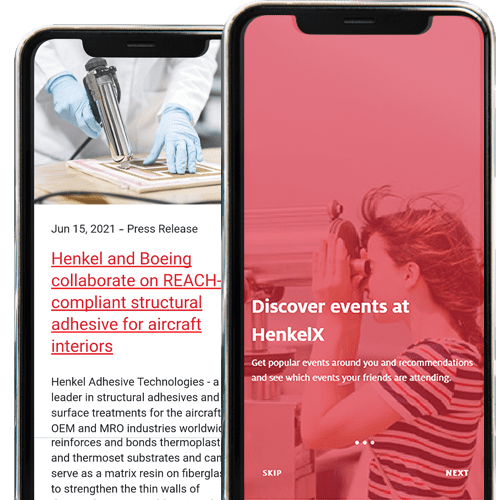 Jun 15, 2021 - Press Release
Henkel and Boeing
collaborate on REACH-
compliant structural
adhesive for aircraft
interiors
Henkel Adhesive Technologies - a
leader in structural adhesives and
surface treatments for the aircraft
OEM and MRO industries worldwid
reinforces and bonds thermoplast
and thermoset substrates and can
serve as a matrix resin on fiberglas
to strengthen the thin walls of
Discover events at
HenkelX
Get popular events around you and recommendations
and see which events your friends are attending.
SKIP
NEXT